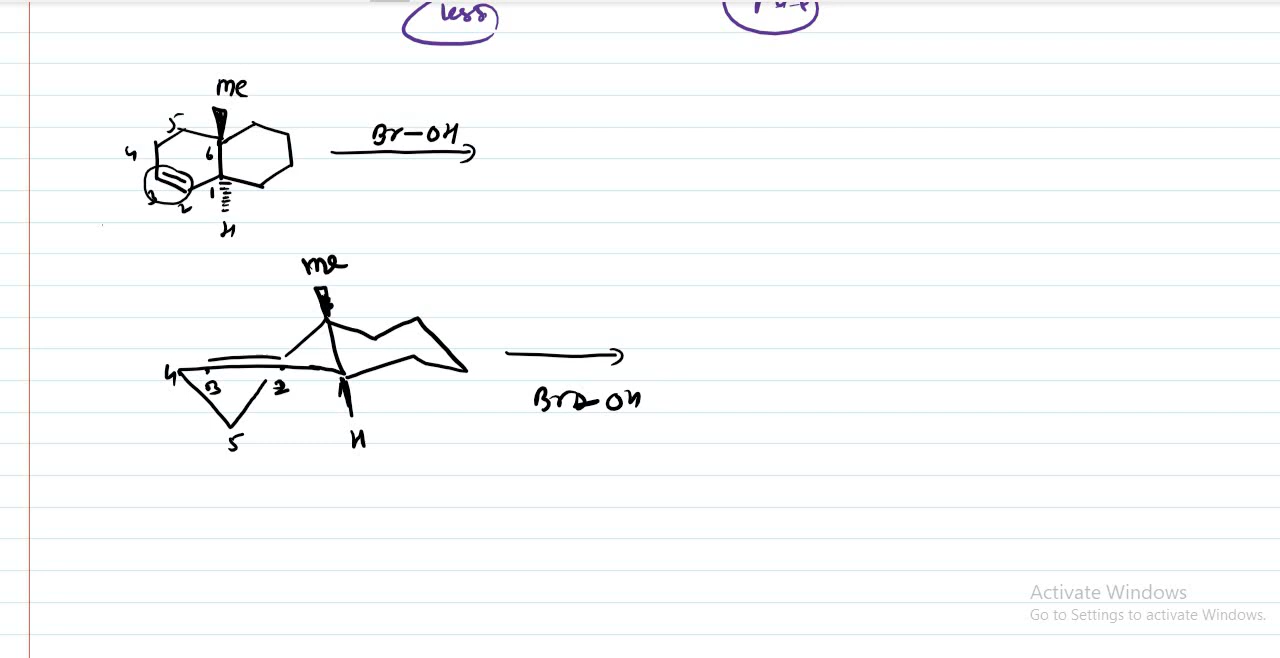 less
me
5
4 6 Br-OH
3 2 1
H
me
4 3 2
Br-OH
5 H
Activate Windows
Go to Settings to activate Windows.